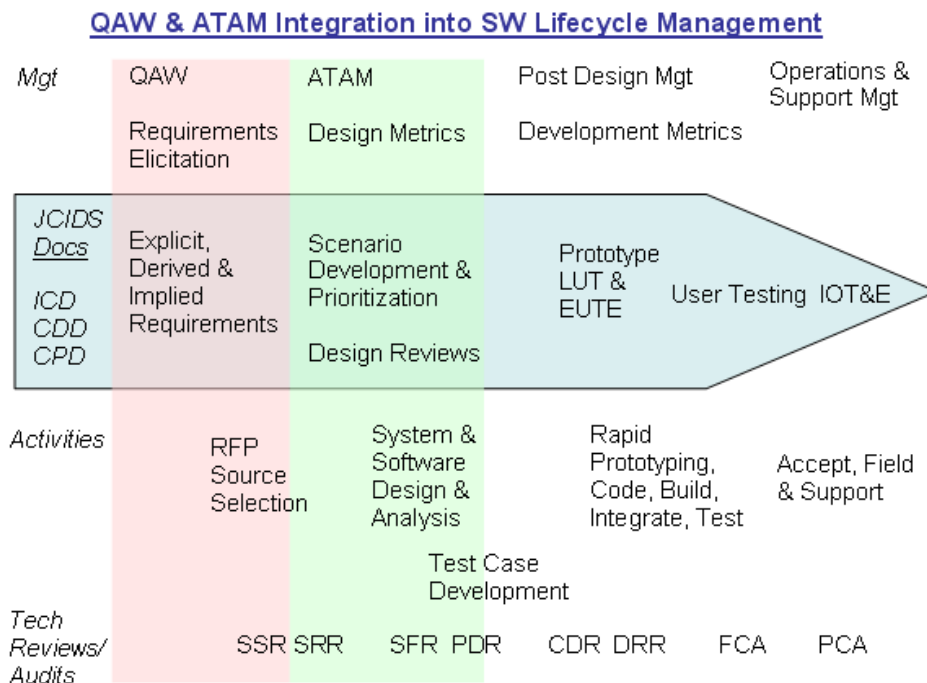 QAW & ATAM Integration into SW Lifecycle Management
Mgt
QAW
ATAM
Post Design Mgt
Operations &
Support Mgt
Requirements
Elicitation
Design Metrics
Development Metrics
JCIDS
Docs
ICD
CDD
CPD
Explicit,
Derived &
Implied
Requirements
Scenario
Development &
Prioritization
Design Reviews
Prototype
LUT &
EUTE
User Testing
IOT&E
Activities
RFP
Source
Selection
System &
Software
Design &
Analysis
Rapid
Prototyping,
Code, Build,
Integrate, Test
Accept, Field
& Support
Test Case
Development
Tech
Reviews/
Audits
SSR SRR SFR PDR CDR DRR FCA PCA